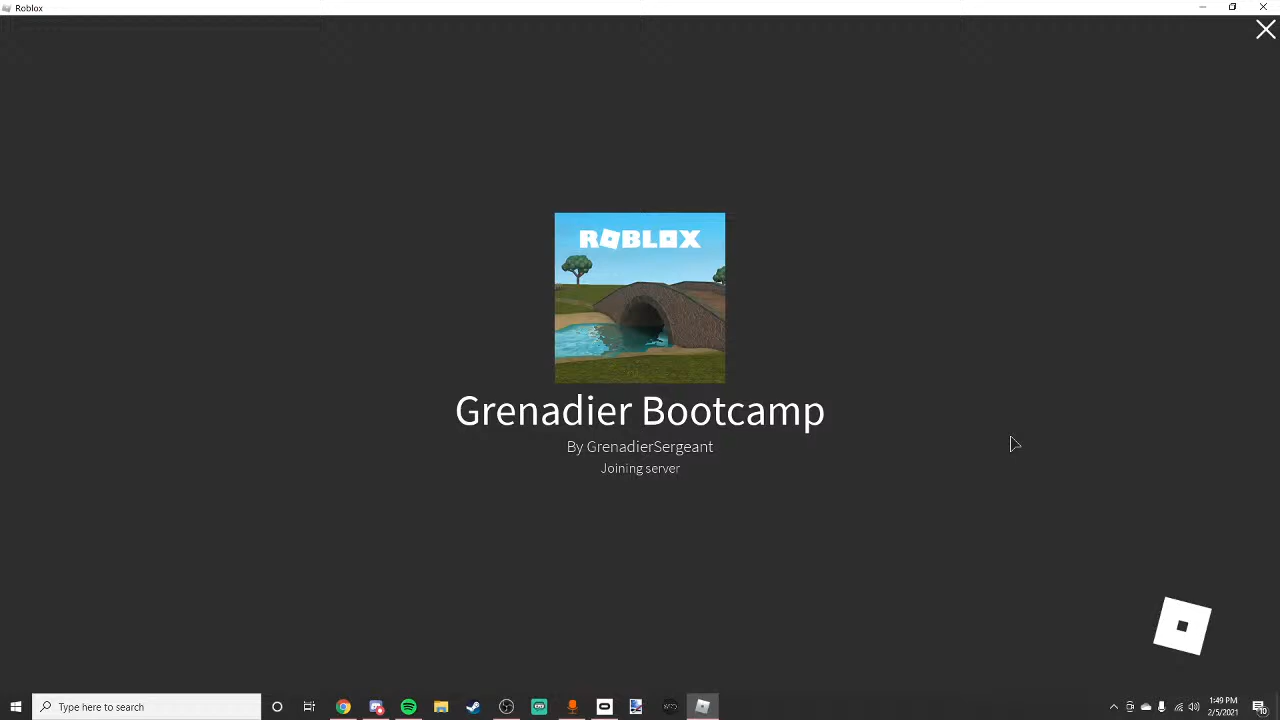 Roblox
ROBLOX
Grenadier Bootcamp
By GrenadierSergeant
Joining server
Type here to search
1:49 PM
2/5/2021